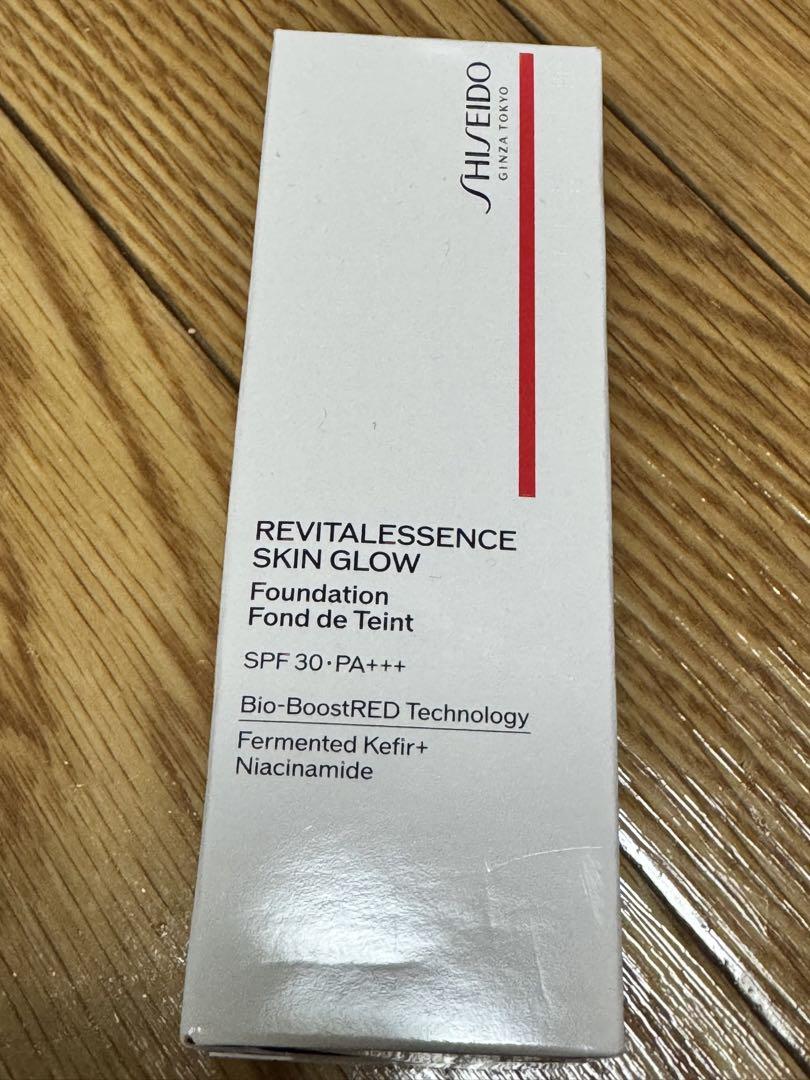 SHISEIDO
GINZA TOKYO
REVITALESSENCE
SKIN GLOW
Foundation
Fond de Teint
SPF 30・PA+++
Bio-BoostRED Technology
Fermented Kefir+
Niacinamide